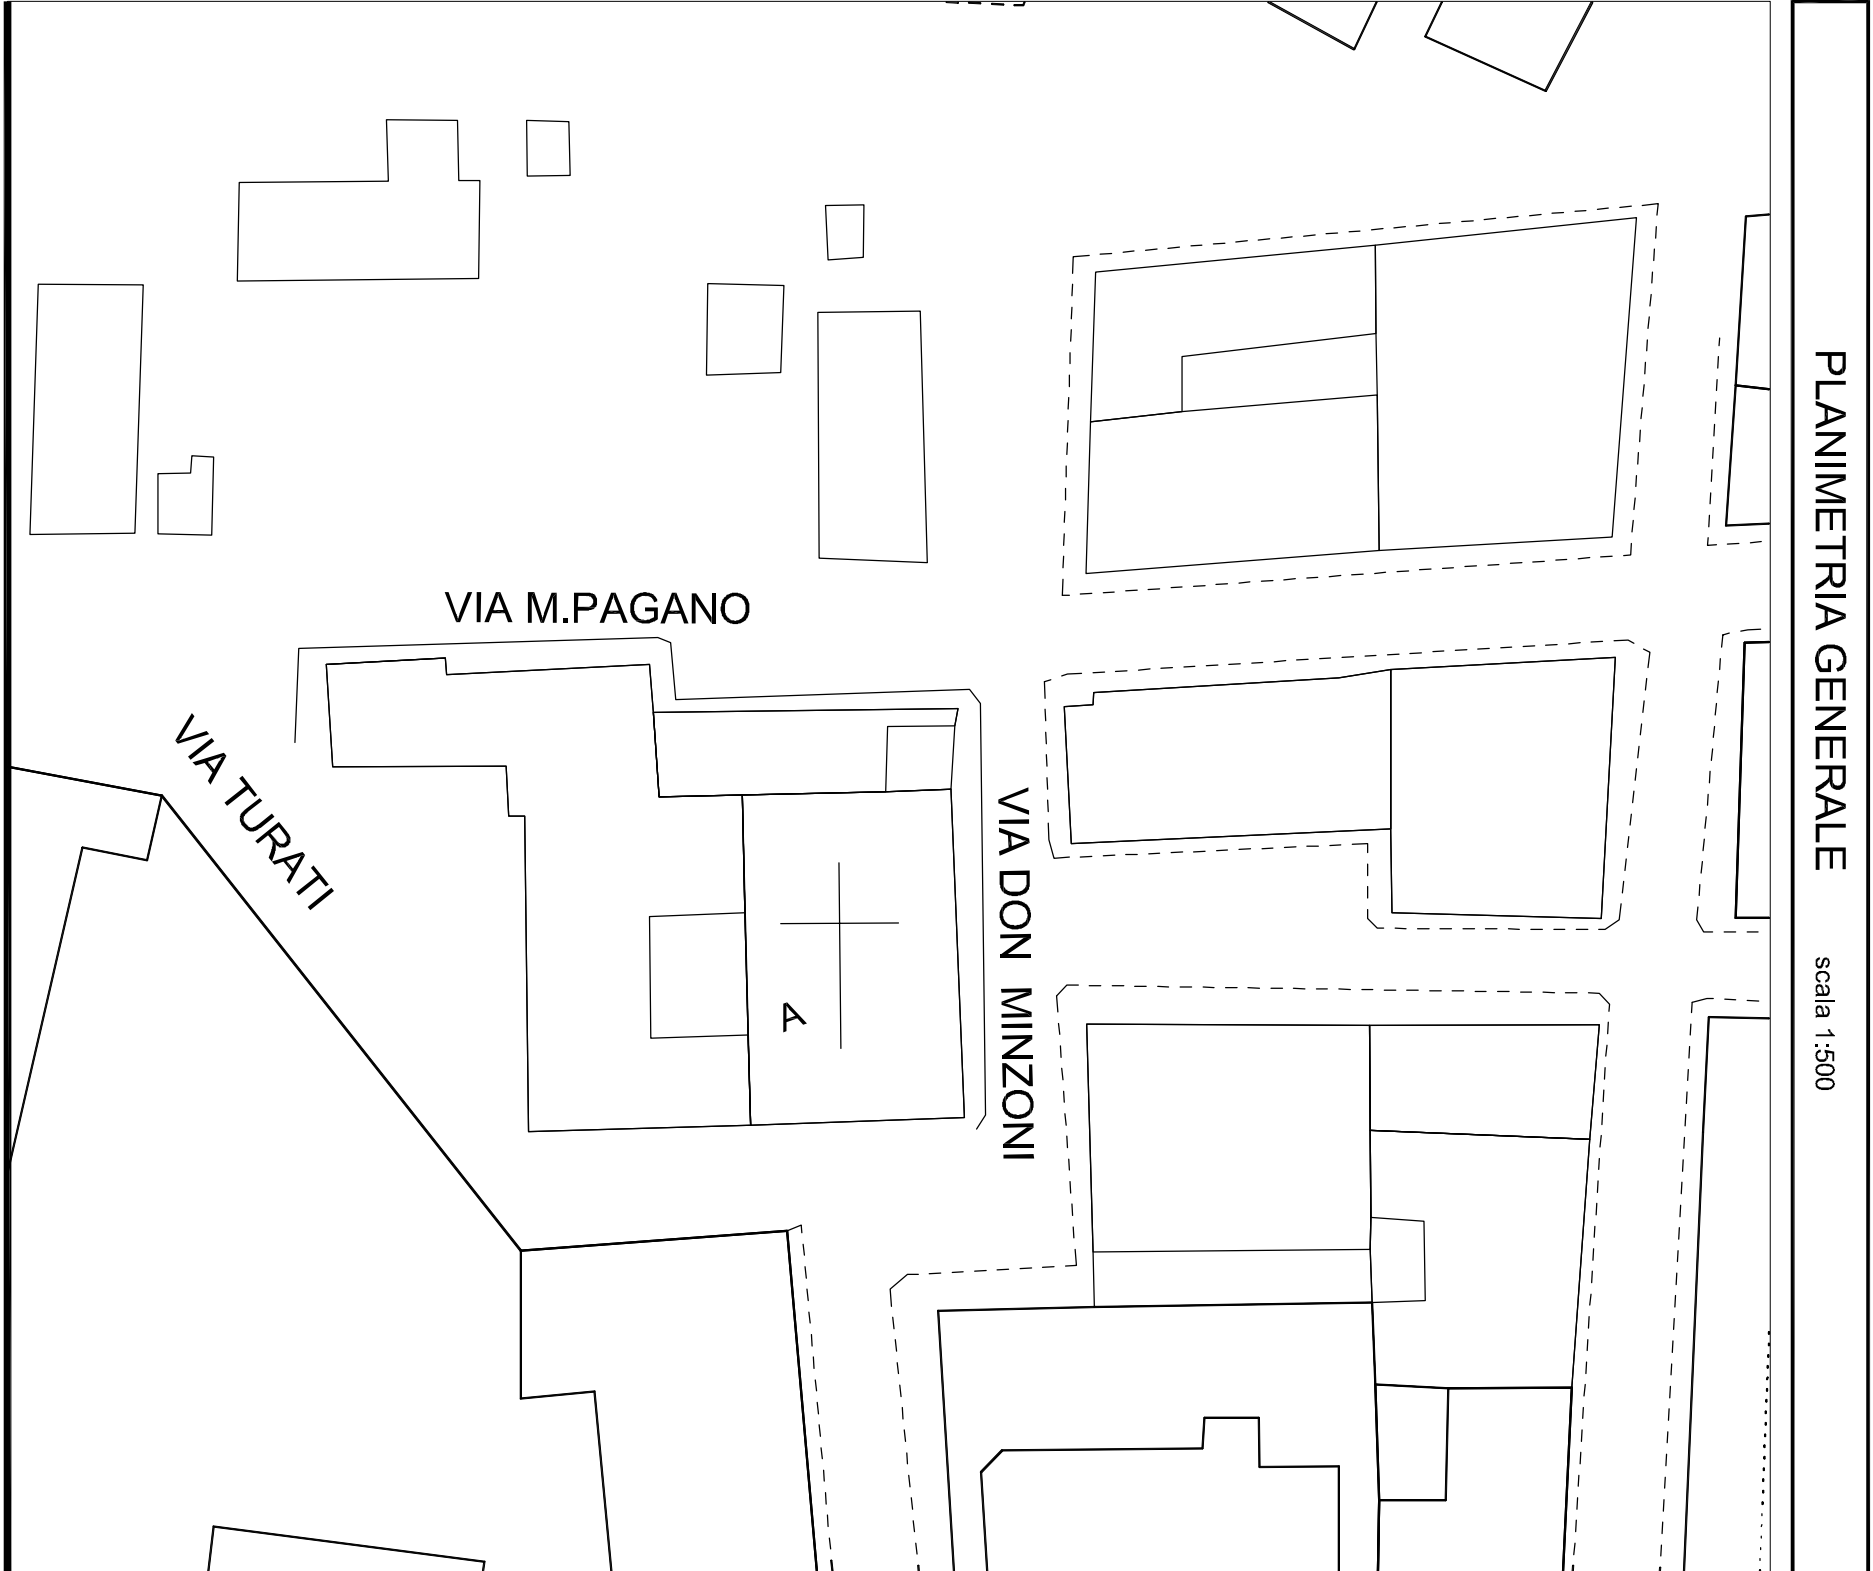 PLANIMETRIA GENERALE scala 1:500
VIA M.PAGANO
VIA TURATI
VIA DON MINZONI
A